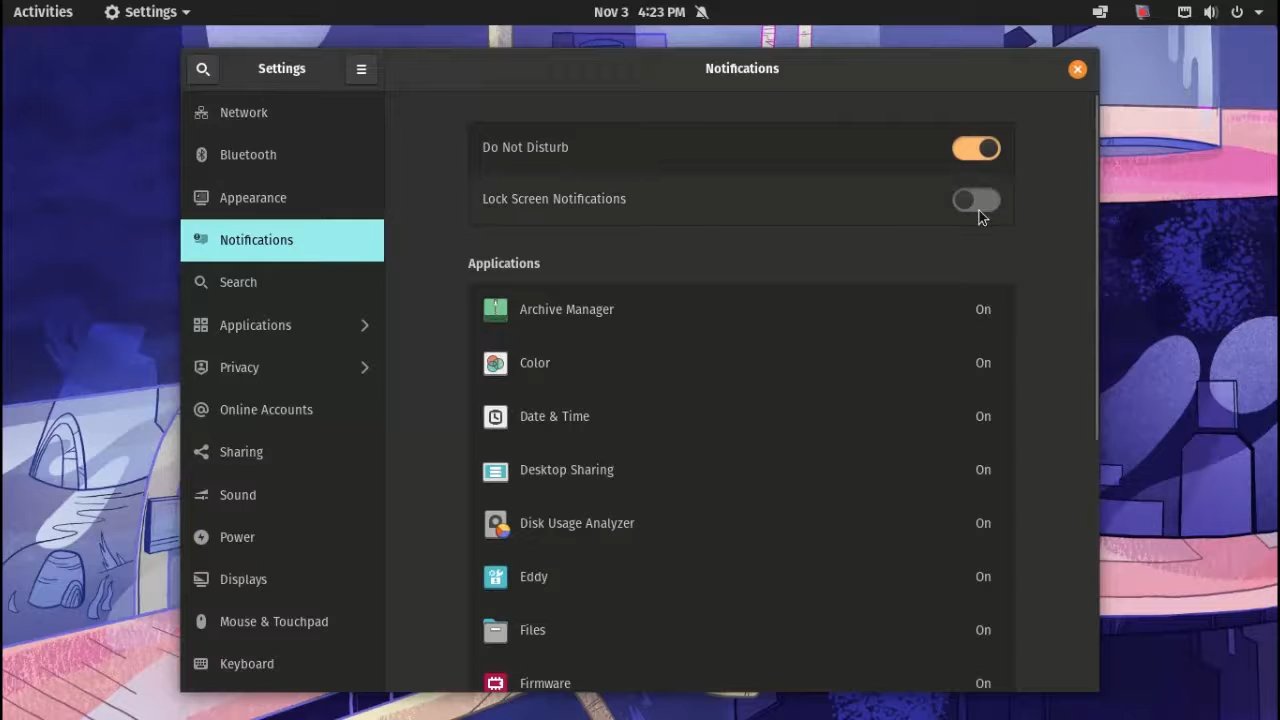 Activities
Settings
Nov 3 4:23 PM
Settings
Notifications
Network
Bluetooth
Appearance
Notifications
Search
Applications
Privacy
Online Accounts
Sharing
Sound
Power
Displays
Mouse & Touchpad
Keyboard
Do Not Disturb
Lock Screen Notifications
Applications
Archive Manager On
Color On
Date & Time On
Desktop Sharing On
Disk Usage Analyzer On
Eddy On
Files On
Firmware On